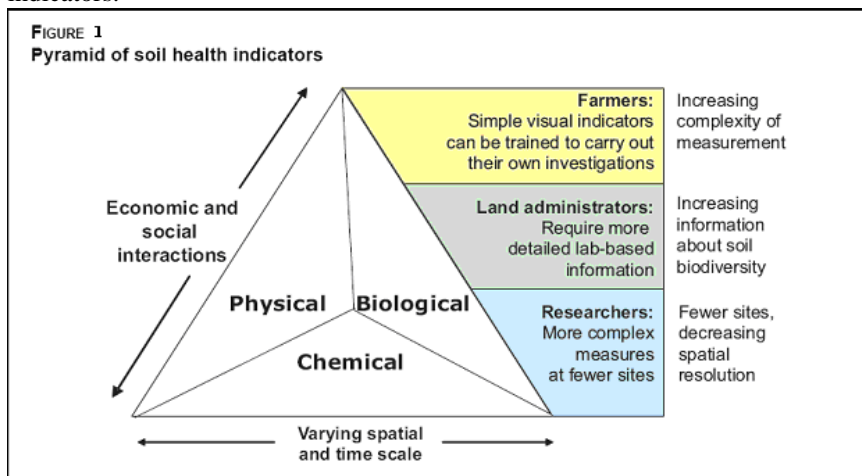 indicators.
FIGURE 1
Pyramid of soil health indicators
Farmers:
Simple visual indicators
can be trained to carry out
their own investigations
Increasing
complexity of
measurement
Economic and
social
interactions
Land administrators:
Require more
detailed lab-based
information
Increasing
information
about soil
biodiversity
Physical
Biological
Chemical
Researchers:
More complex
measures
at fewer sites
Fewer sites,
decreasing
spatial
resolution
Varying spatial
and time scale